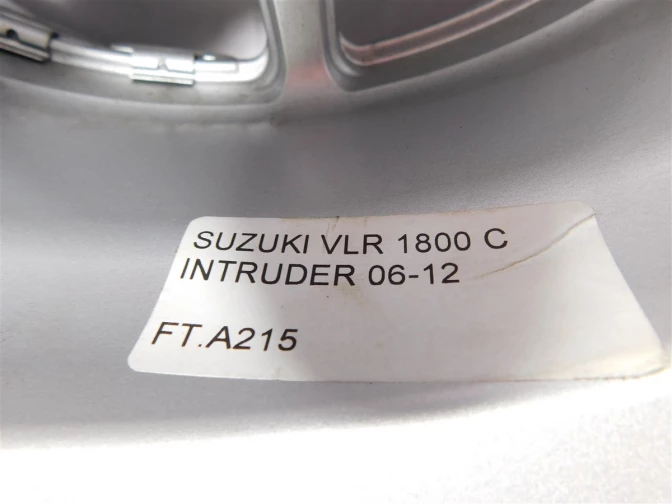 SUZUKI VLR 1800 C
INTRUDER 06-12
FT.A215